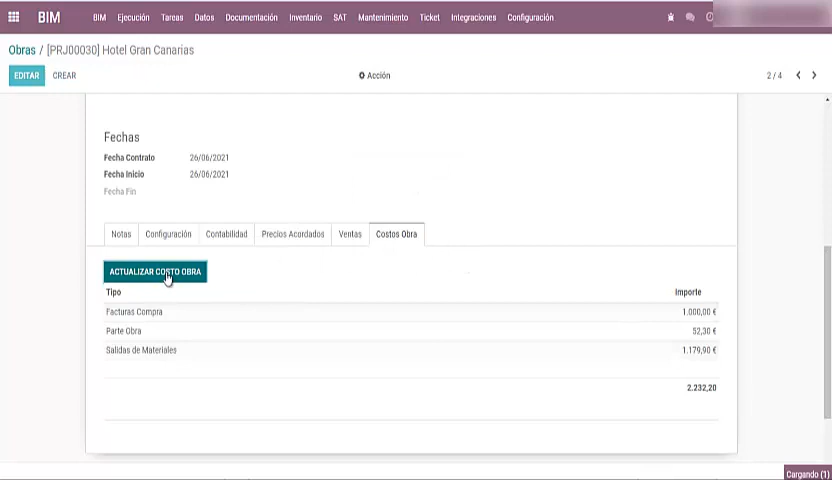 BIM BIM Ejecución Tareas Datos Documentación Inventario SAT Mantenimiento Ticket Integraciones Configuración
Obras / [PRJ00030] Hotel Gran Canarias
EDITAR CREAR Acción 2 / 4
Fechas
Fecha Contrato 26/06/2021
Fecha Inicio 26/06/2021
Fecha Fin
Notas Configuración Contabilidad Precios Acordados Ventas Costos Obra
ACTUALIZAR COSTO OBRA
Tipo Importe
Facturas Compra 1.000,00 €
Parte Obra 52,30 €
Salidas de Materiales 1.179,90 €
2.232,20
Cargando (1)